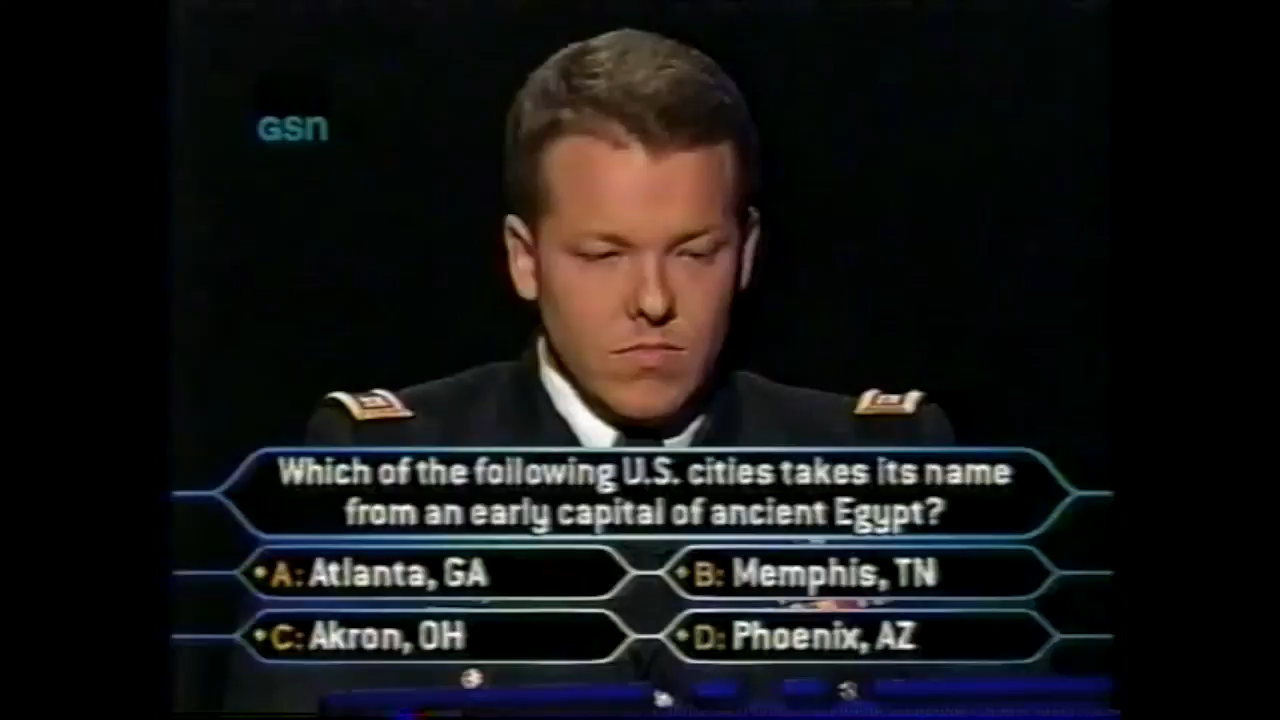 GSN
Which of the following U.S. cities takes its name
from an early capital of ancient Egypt?
A: Atlanta, GA
B: Memphis, TN
C: Akron, OH
D: Phoenix, AZ